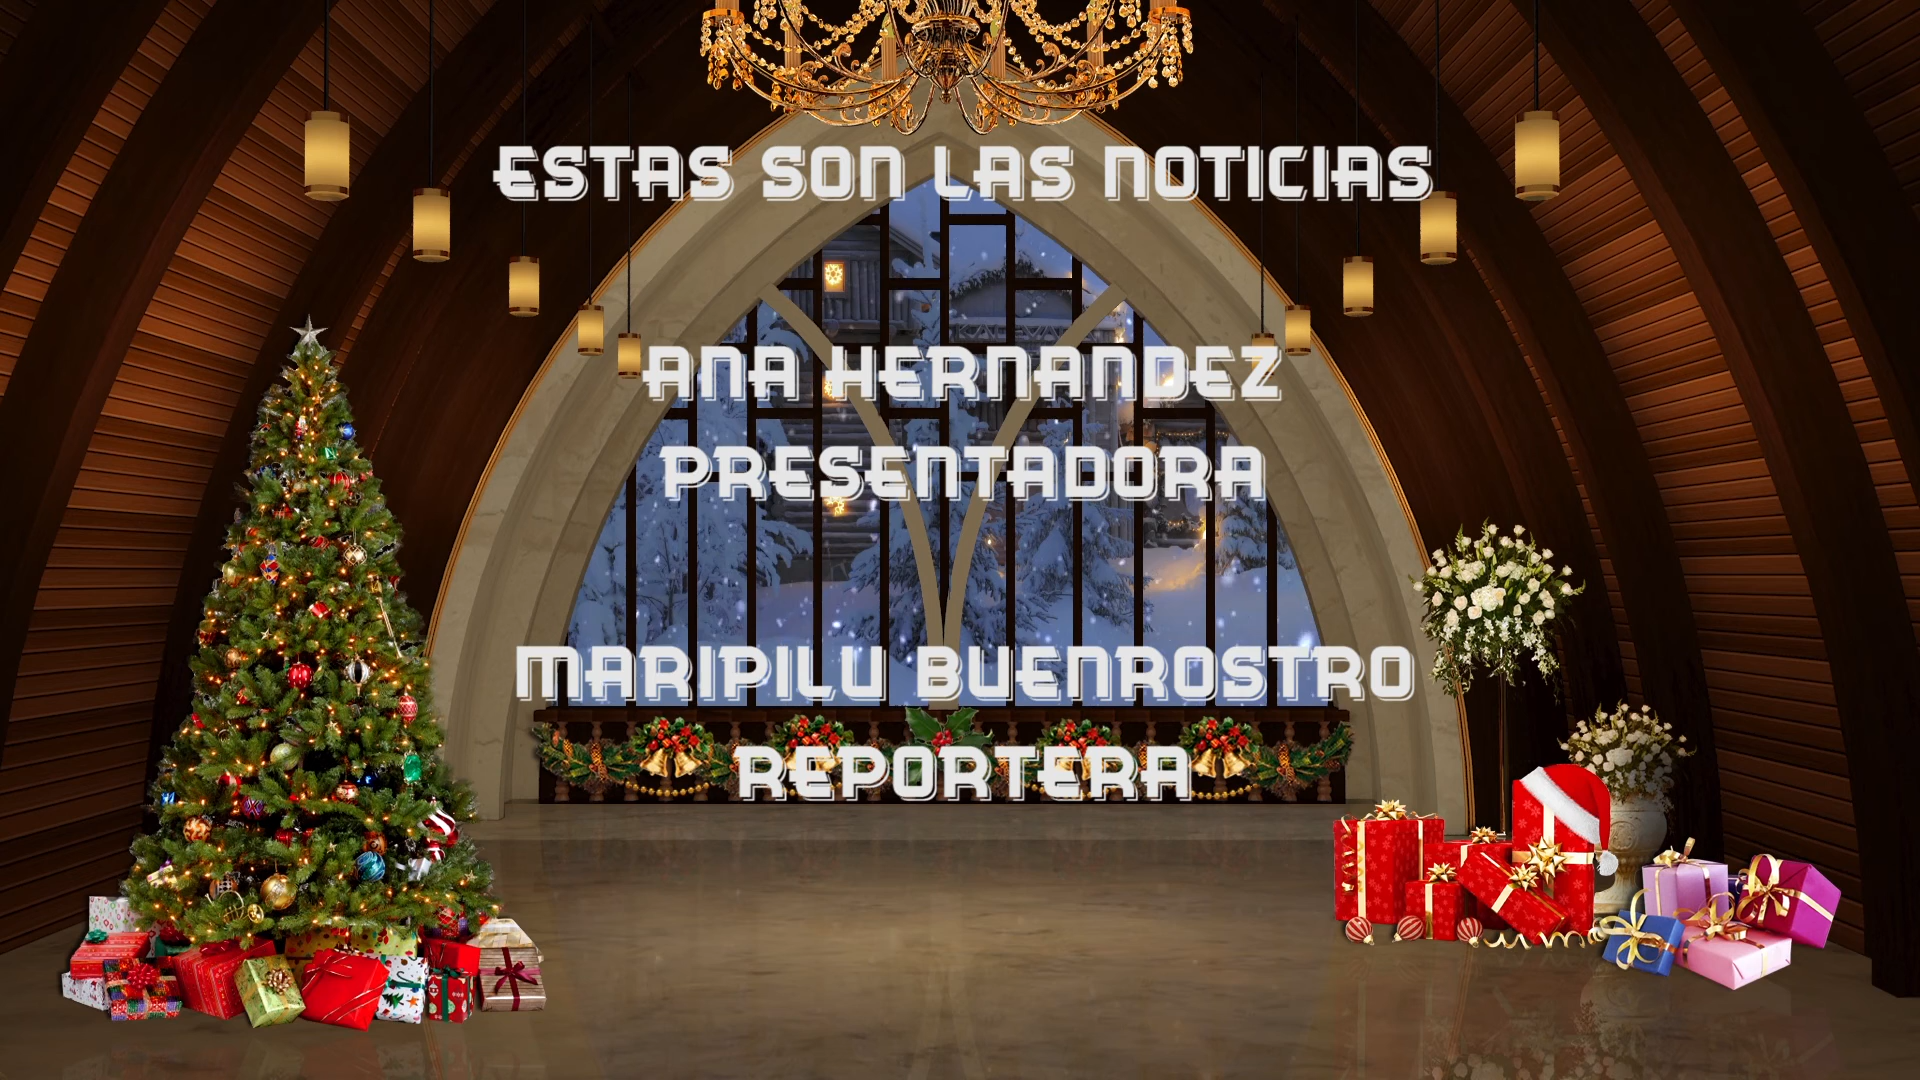 ESTAS SON LAS NOTICIAS
ANA HERNANDEZ
PRESENTADORA
MARIPILU BUENROSTRO
REPORTERA